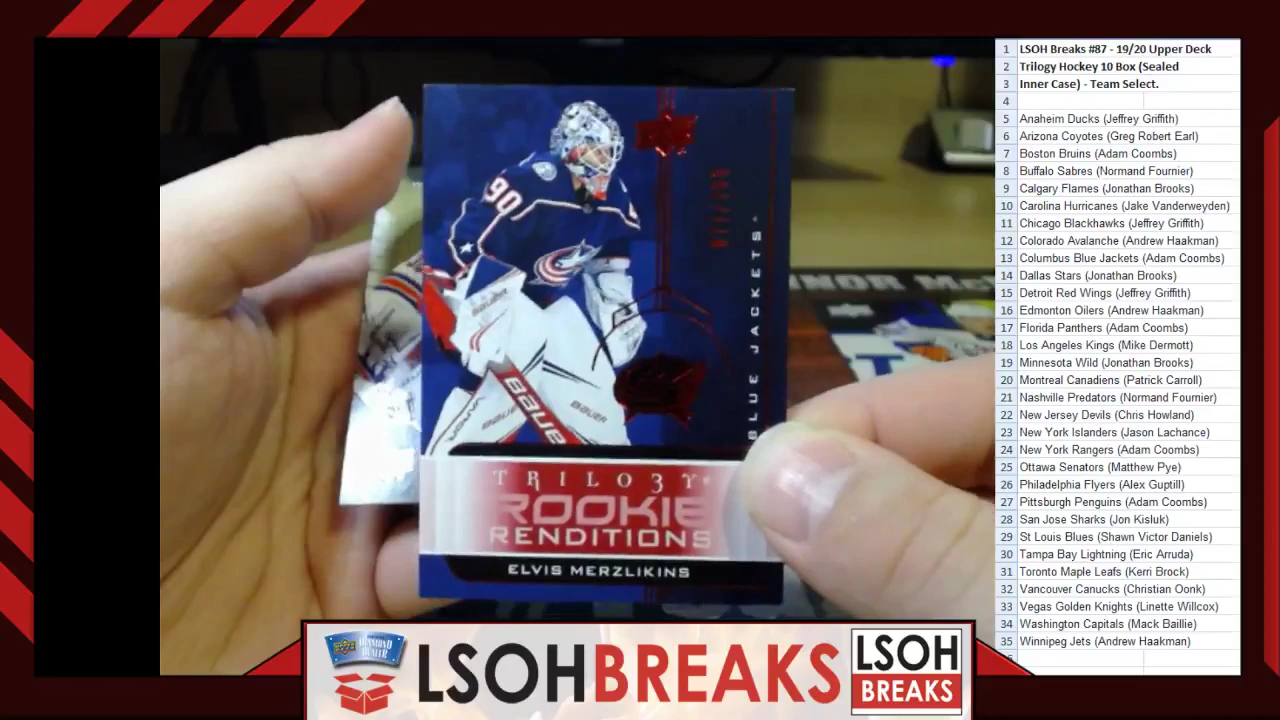 90
BLUE JACKETS
BAUER
TRILO3Y
ROOKIE
RENDITIONS
ELVIS MERZLIKINS
1 LSOH Breaks #87 - 19/20 Upper Deck
2 Trilogy Hockey 10 Box (Sealed
3 Inner Case) - Team Select.
4
5 Anaheim Ducks (Jeffrey Griffith)
6 Arizona Coyotes (Greg Robert Earl)
7 Boston Bruins (Adam Coombs)
8 Buffalo Sabres (Normand Fournier)
9 Calgary Flames (Jonathan Brooks)
10 Carolina Hurricanes (Jake Vanderweyden)
11 Chicago Blackhawks (Jeffrey Griffith)
12 Colorado Avalanche (Andrew Haakman)
13 Columbus Blue Jackets (Adam Coombs)
14 Dallas Stars (Jonathan Brooks)
15 Detroit Red Wings (Jeffrey Griffith)
16 Edmonton Oilers (Andrew Haakman)
17 Florida Panthers (Adam Coombs)
18 Los Angeles Kings (Mike Dermott)
19 Minnesota Wild (Jonathan Brooks)
20 Montreal Canadiens (Patrick Carroll)
21 Nashville Predators (Normand Fournier)
22 New Jersey Devils (Chris Howland)
23 New York Islanders (Jason Lachance)
24 New York Rangers (Adam Coombs)
25 Ottawa Senators (Matthew Pye)
26 Philadelphia Flyers (Alex Guptill)
27 Pittsburgh Penguins (Adam Coombs)
28 San Jose Sharks (Jon Kisluk)
29 St Louis Blues (Shawn Victor Daniels)
30 Tampa Bay Lightning (Eric Arruda)
31 Toronto Maple Leafs (Kerri Brock)
32 Vancouver Canucks (Christian Oonk)
33 Vegas Golden Knights (Linette Willcox)
34 Washington Capitals (Mack Baillie)
35 Winnipeg Jets (Andrew Haakman)
DIAMOND
DEALER
LSOHBREAKS
LSOH
BREAKS